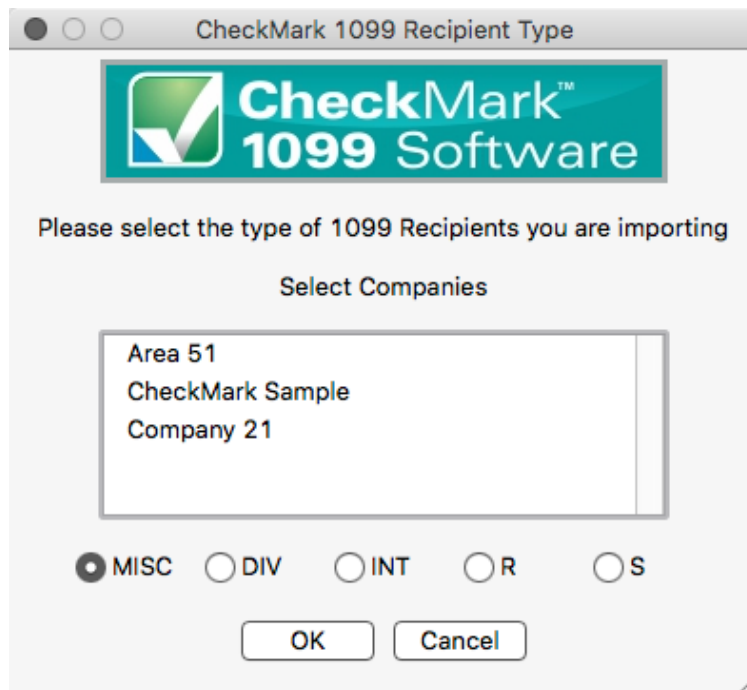 CheckMark 1099 Recipient Type
CheckMark™
1099 Software
Please select the type of 1099 Recipients you are importing
Select Companies
Area 51
CheckMark Sample
Company 21
MISC DIV INT R S
OK Cancel